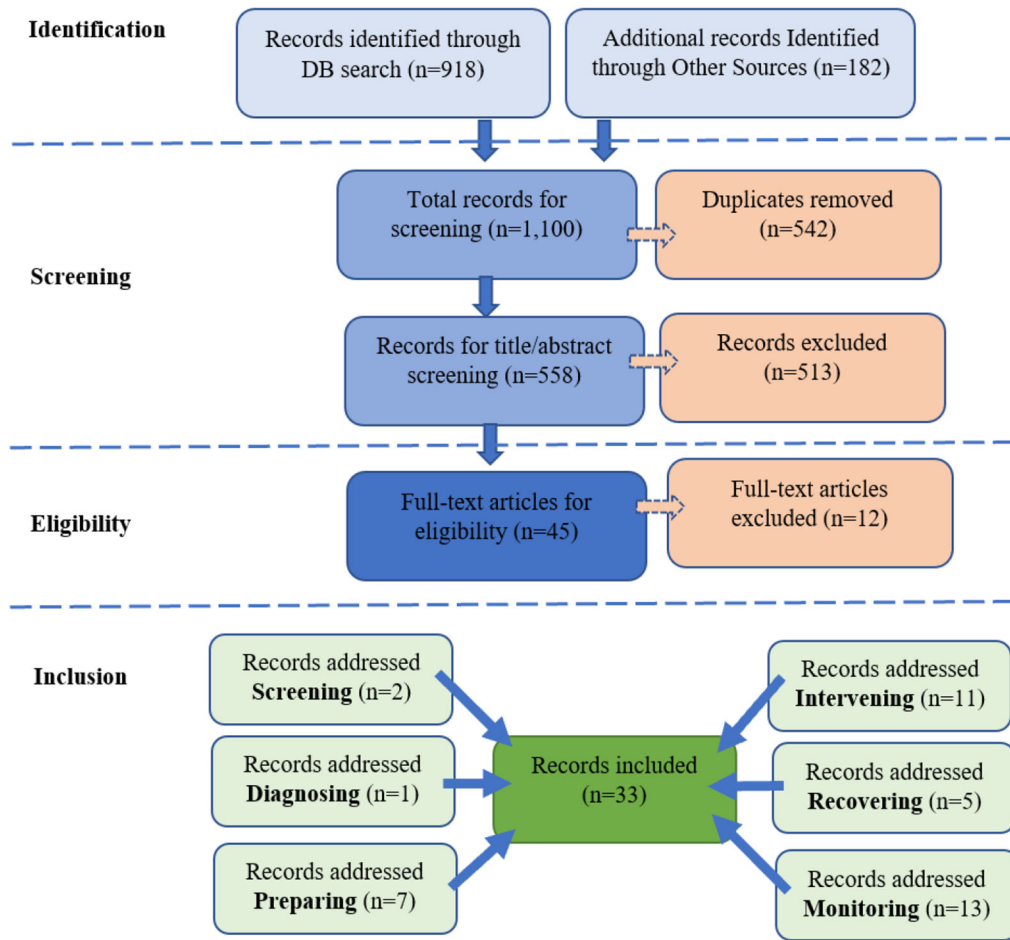 Identification
Records identified through
DB search (n=918)
Additional records Identified
through Other Sources (n=182)
Screening
Total records for
screening (n=1,100)
Duplicates removed
(n=542)
Records for title/abstract
screening (n=558)
Records excluded
(n=513)
Eligibility
Full-text articles for
eligibility (n=45)
Full-text articles
excluded (n=12)
Inclusion
Records addressed
Screening (n=2)
Records addressed
Intervening (n=11)
Records addressed
Diagnosing (n=1)
Records included
(n=33)
Records addressed
Recovering (n=5)
Records addressed
Preparing (n=7)
Records addressed
Monitoring (n=13)